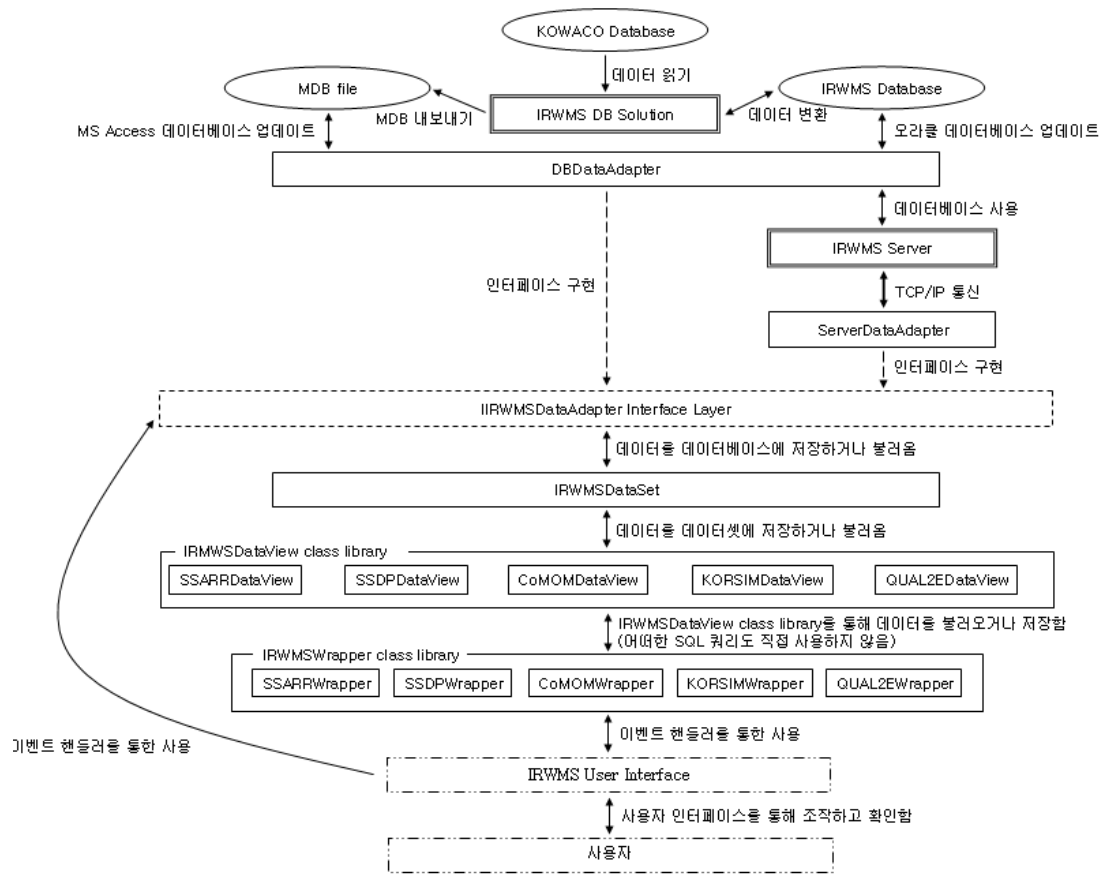 KOWACO Database
데이터 읽기
MDB file
IRWMS Database
MDB 내보내기
IRWMS DB Solution
데이터 변환
MS Access 데이터베이스 업데이트
오라클 데이터베이스 업데이트
DBDataAdapter
데이터베이스 사용
IRWMS Server
인터페이스 구현
TCP/IP 통신
ServerDataAdapter
인터페이스 구현
IIRWMSDataAdapter Interface Layer
데이터를 데이터베이스에 저장하거나 불러옴
IRWMSDataSet
데이터를 데이터셋에 저장하거나 불러옴
IRMWSDataView class library
SSARRDataView SSDPDataView CoMOMDataView KORSIMDataView QUAL2EDataView
IRWMSDataView class library를 통해 데이터를 불러오거나 저장함
(어떠한 SQL 쿼리도 직접 사용하지 않음)
IRWMSWrapper class library
SSARRWrapper SSDPWrapper CoMOMWrapper KORSIMWrapper QUAL2EWrapper
이벤트 핸들러를 통한 사용
이벤트 핸들러를 통한 사용
IRWMS User Interface
사용자 인터페이스를 통해 조작하고 확인함
사용자